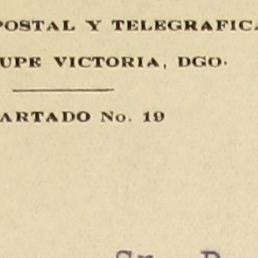 POSTAL Y TELEGRAFICA
UPE VICTORIA, DGO.
ARTADO No. 19